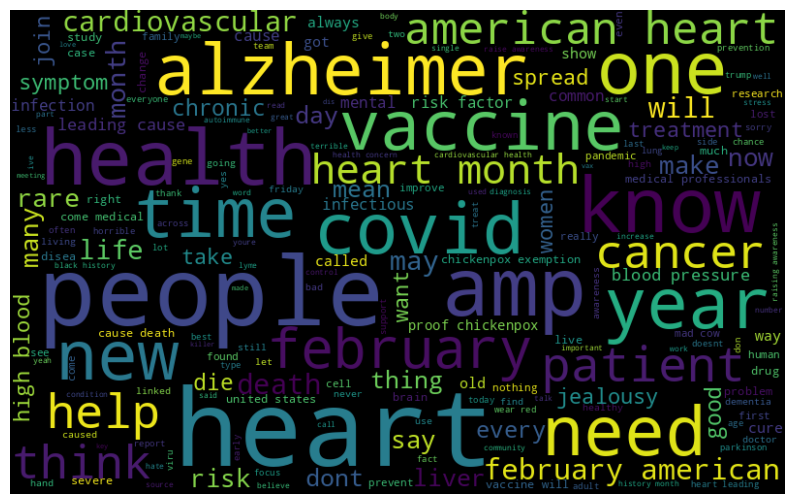 cardiovascular always body american heart
join study family maybe cause got two give even
month change love team single raise awareness prevention
case alzheimer show one
symptom spread trump well
everyone dis start research
infection part read chronic mental risk factor common will stress lost
less autoimmune great day known treatment last keep sorry
leading cause better vaccine side
live gene terrible pandemic lung much chance now
meeting going health health concern cardiovascular health high make
yes vax medical professionals
heart month
rare right thank friday mean improve used diagnosis know
often word infectious treat
come medical time women
many horrible across covid
living lot youre really
life take called may cancer
disea black history lyme chickenpox exemption increase
made control want blood pressure awareness raising awareness
people bad amp number
high blood cause death support proof chickenpox year
see come best still february live mad cow doesnt way
yeah killer let important work don human
new found type patient drug
condition linked die death cell thing old nothing
united states never brain jealousy problem
help said today find wear red dementia good first cure
caused call use healthy age doctor
report early say every need parkinson
think viru hate severe risk focus dont fact community
hand source believe prevent liver vaccine will adult history month heart leading
february american
talk